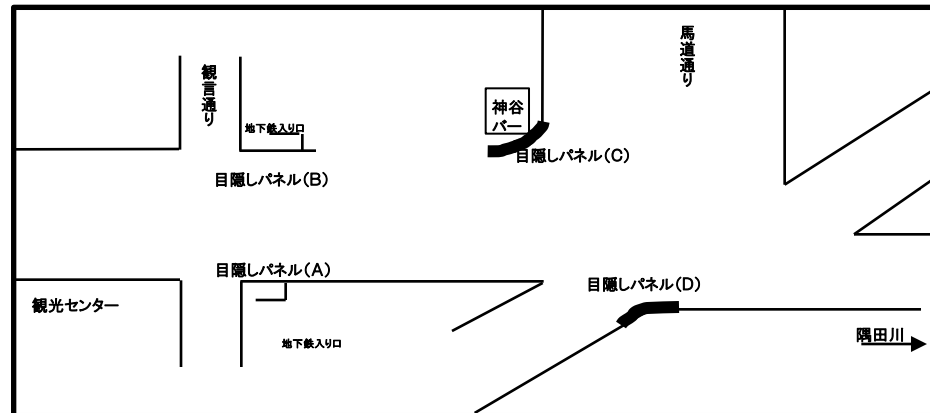 観言通り
馬道通り
神谷
バー
地下鉄入り口
目隠しパネル(C)
目隠しパネル(B)
目隠しパネル(A)
目隠しパネル(D)
観光センター
地下鉄入り口
隅田川